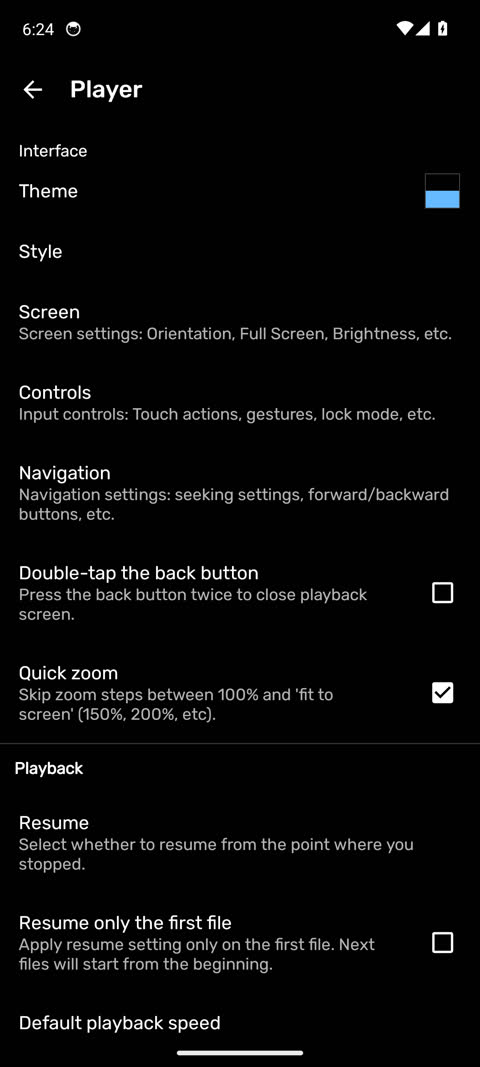 6:24
Player
Interface
Theme
Style
Screen
Screen settings: Orientation, Full Screen, Brightness, etc.
Controls
Input controls: Touch actions, gestures, lock mode, etc.
Navigation
Navigation settings: seeking settings, forward/backward
buttons, etc.
Double-tap the back button
Press the back button twice to close playback
screen.
Quick zoom
Skip zoom steps between 100% and 'fit to
screen' (150%, 200%, etc).
Playback
Resume
Select whether to resume from the point where you
stopped.
Resume only the first file
Apply resume setting only on the first file. Next
files will start from the beginning.
Default playback speed